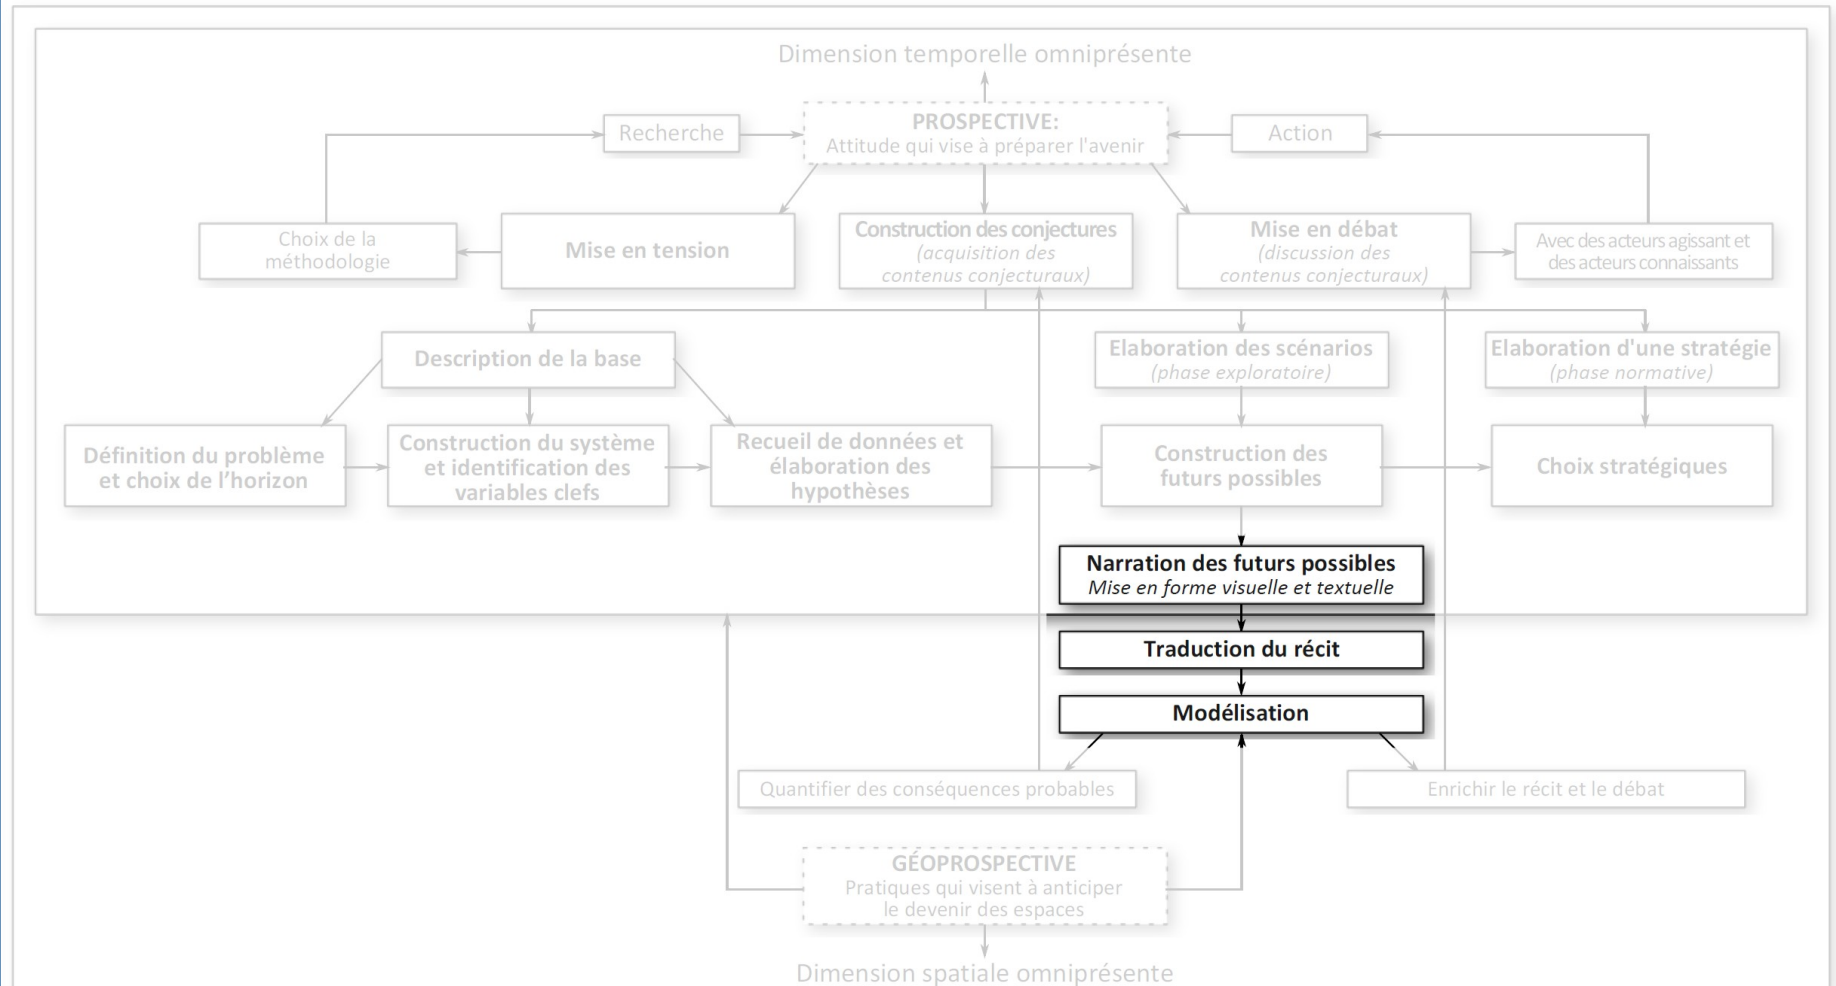 Dimension temporelle omniprésente
Recherche
PROSPECTIVE:
Attitude qui vise à préparer l'avenir
Action
Choix de la
méthodologie
Mise en tension
Construction des conjectures
(acquisition des
contenus conjecturaux)
Mise en débat
(discussion des
contenus conjecturaux)
Avec des acteurs agissant et
des acteurs connaissants
Description de la base
Elaboration des scénarios
(phase exploratoire)
Elaboration d'une stratégie
(phase normative)
Définition du problème
et choix de l’horizon
Construction du système
et identification des
variables clefs
Recueil de données et
élaboration des
hypothèses
Construction des
futurs possibles
Choix stratégiques
Narration des futurs possibles
Mise en forme visuelle et textuelle
Traduction du récit
Modélisation
Quantifier des conséquences probables
Enrichir le récit et le débat
GÉOPROSPECTIVE
Pratiques qui visent à anticiper
le devenir des espaces
Dimension spatiale omniprésente